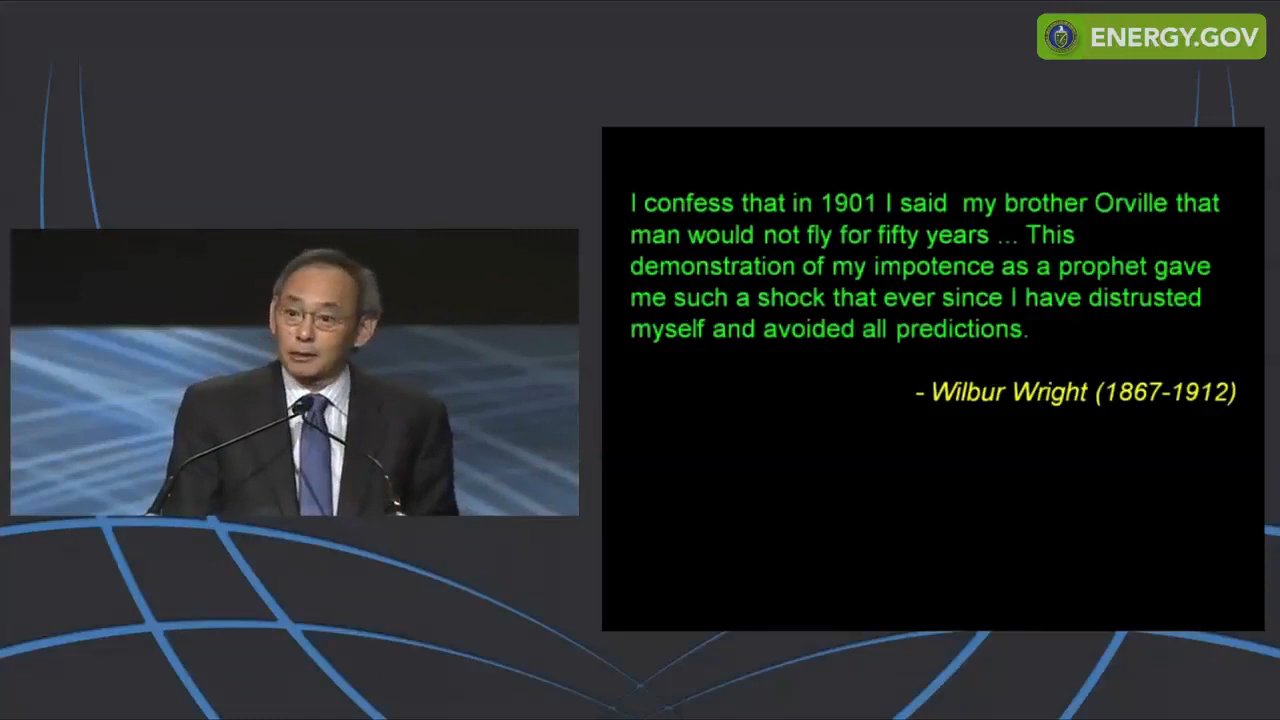 ENERGY.GOV
I confess that in 1901 I said  my brother Orville that
man would not fly for fifty years ... This
demonstration of my impotence as a prophet gave
me such a shock that ever since I have distrusted
myself and avoided all predictions.
- Wilbur Wright (1867-1912)